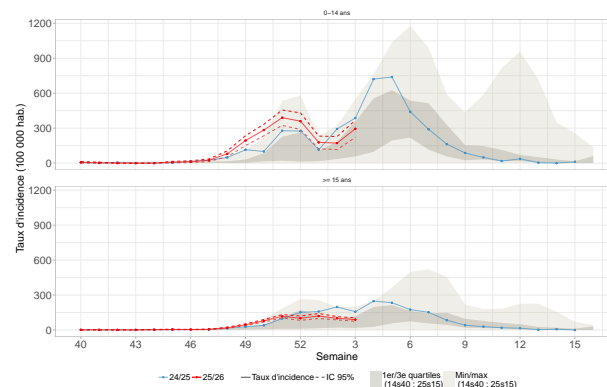 0−14 ans
1200
900
600
300
0
>= 15 ans
1200
900
600
300
0
Taux d'incidence (100 000 hab.)
40 43 46 49 52 3 6 9 12 15
Semaine
24/25 25/26 Taux d'incidence IC 95% 1er/3e quartiles Min/max
(14s40 ; 25s15) (14s40 ; 25s15)